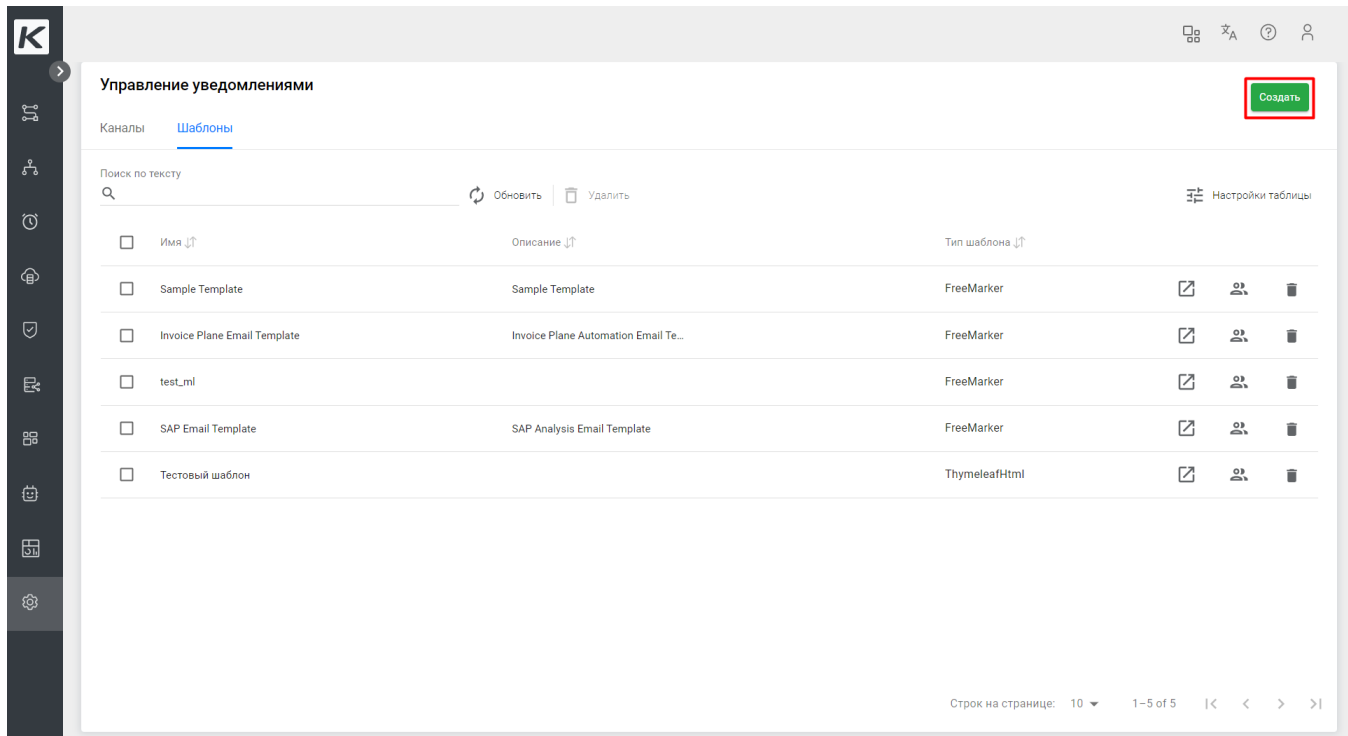 K
Управление уведомлениями
Создать
Каналы Шаблоны
Поиск по тексту
Обновить Удалить Настройки таблицы
Имя Описание Тип шаблона
Sample Template Sample Template FreeMarker
Invoice Plane Email Template Invoice Plane Automation Email Te... FreeMarker
test_ml FreeMarker
SAP Email Template SAP Analysis Email Template FreeMarker
Тестовый шаблон ThymeleafHtml
Строк на странице: 10 1–5 of 5